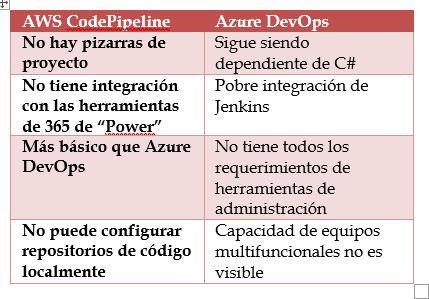 AWS CodePipeline
Azure DevOps
No hay pizarras de
proyecto
Sigue siendo
dependiente de C#
No tiene integración
con las herramientas
de 365 de “Power”
Pobre integración de
Jenkins
Más básico que Azure
DevOps
No tiene todos los
requerimientos de
herramientas de
administración
No puede configurar
repositorios de código
localmente
Capacidad de equipos
multifuncionales no es
visible